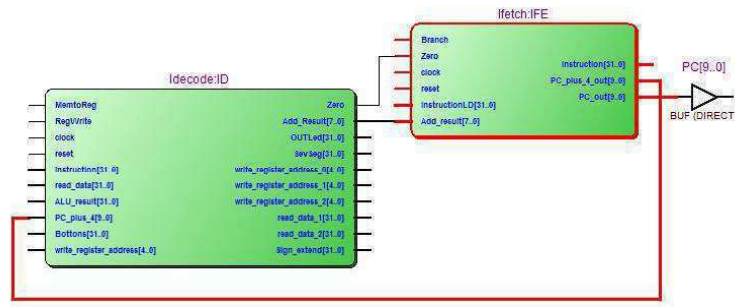 Ifetch:IFE
Branch
Zero
clock
reset
InstructionLD[31..0]
Add_result[7..0]
Instruction[31..0]
PC_plus_4_out[9..0]
PC_out[9..0]
PC[9..0]
BUF (DIRECT
Idecode:ID
MemtoReg
RegWrite
clock
reset
Instruction[31..0]
read_data[31..0]
ALU_result[31..0]
PC_plus_4[9..0]
Bottons[31..0]
write_register_address[4..0]
Zero
Add_Result[7..0]
OUTLed[31..0]
SevSeg[31..0]
write_register_address_0[4..0]
write_register_address_1[4..0]
write_register_address_2[4..0]
read_data_1[31..0]
read_data_2[31..0]
Sign_extend[31..0]